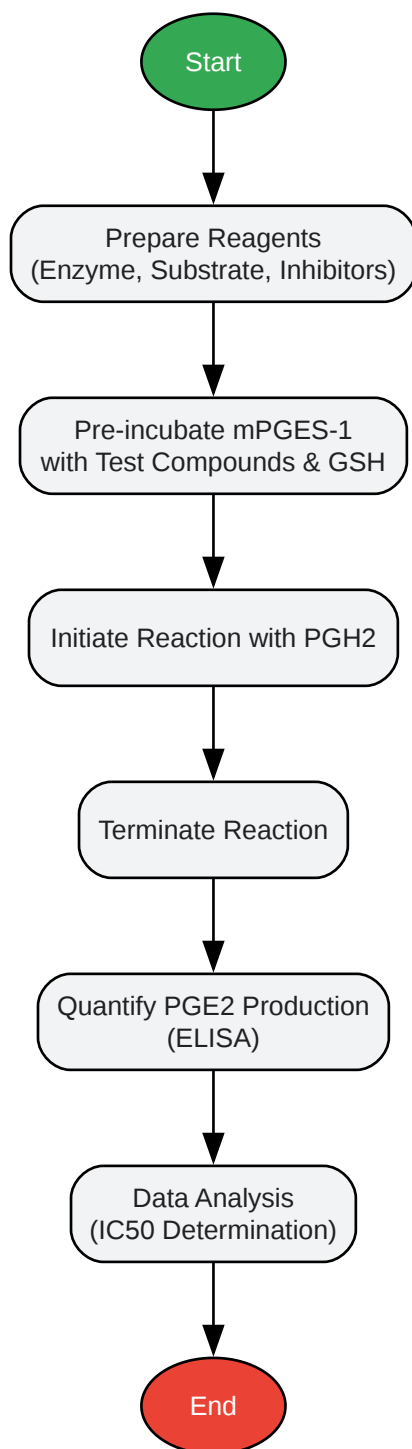 Start
Prepare Reagents
(Enzyme, Substrate, Inhibitors)
Pre-incubate mPGES-1
with Test Compounds & GSH
Initiate Reaction with PGH2
Terminate Reaction
Quantify PGE2 Production
(ELISA)
Data Analysis
(IC50 Determination)
End